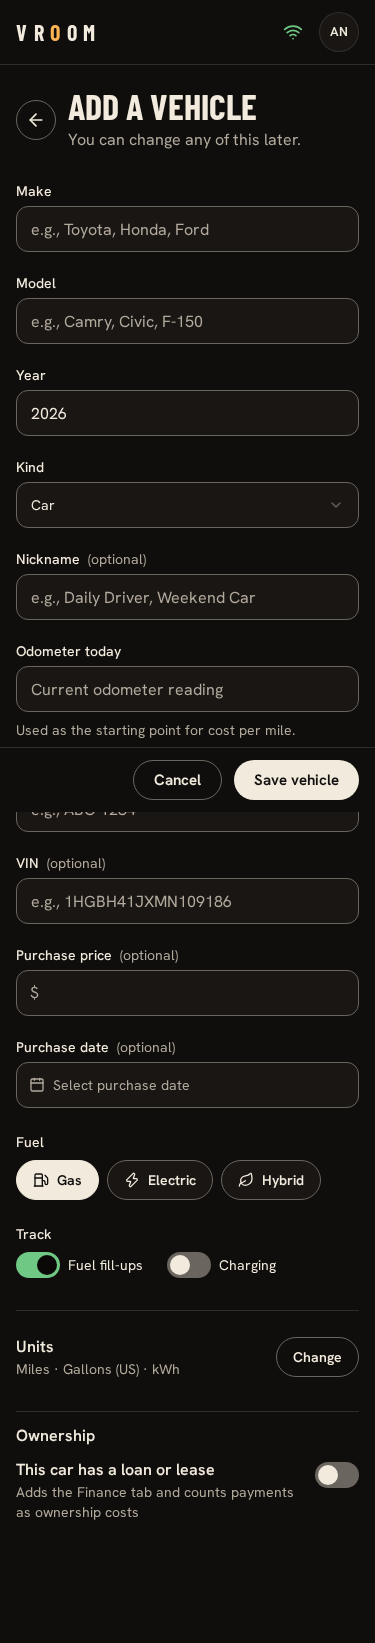 VROOM
AN
ADD A VEHICLE
You can change any of this later.
Make
e.g., Toyota, Honda, Ford
Model
e.g., Camry, Civic, F-150
Year
2026
Kind
Car
Nickname (optional)
e.g., Daily Driver, Weekend Car
Odometer today
Current odometer reading
Used as the starting point for cost per mile.
Cancel
Save vehicle
VIN (optional)
e.g., 1HGBH41JXMN109186
Purchase price (optional)
$
Purchase date (optional)
Select purchase date
Fuel
Gas
Electric
Hybrid
Track
Fuel fill-ups
Charging
Units
Miles · Gallons (US) · kWh
Change
Ownership
This car has a loan or lease
Adds the Finance tab and counts payments
as ownership costs